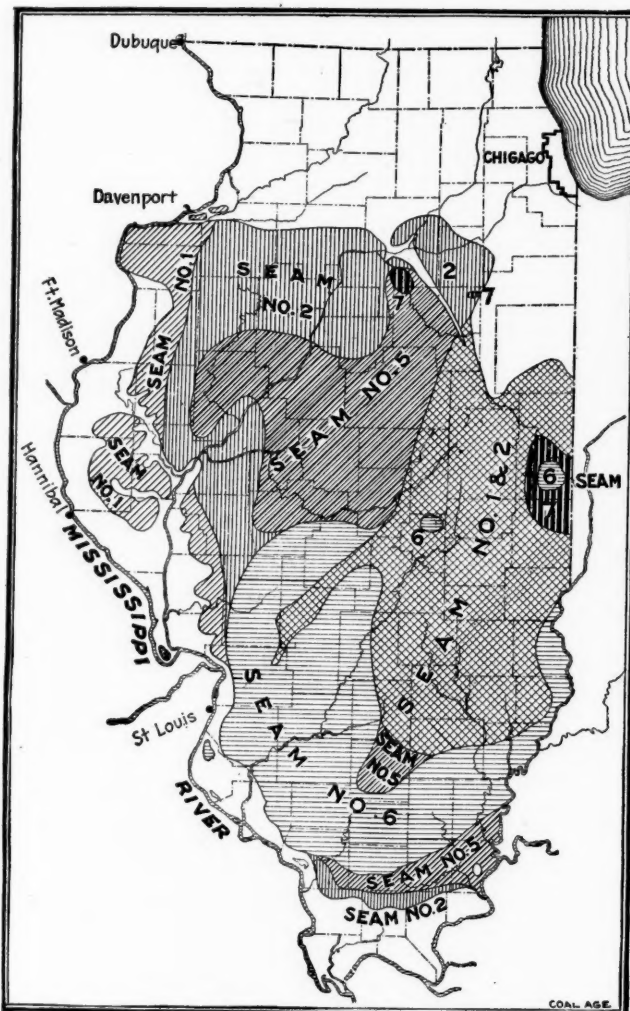 Dubuque
CHIGAGO
Davenport
NO. 1
SEAM
NO. 2
2
7
7
Ft. Madison
SEAM
SEAM NO. 5
SEAM
NO. 1
Hannibal
NO. 1 & 2
SEAM
6
7
SEAM
6
MISSISSIPPI
St Louis
RIVER
SEAM
NO. 6
SEAM
NO. 5
SEAM NO. 5
SEAM NO. 2
COAL AGE